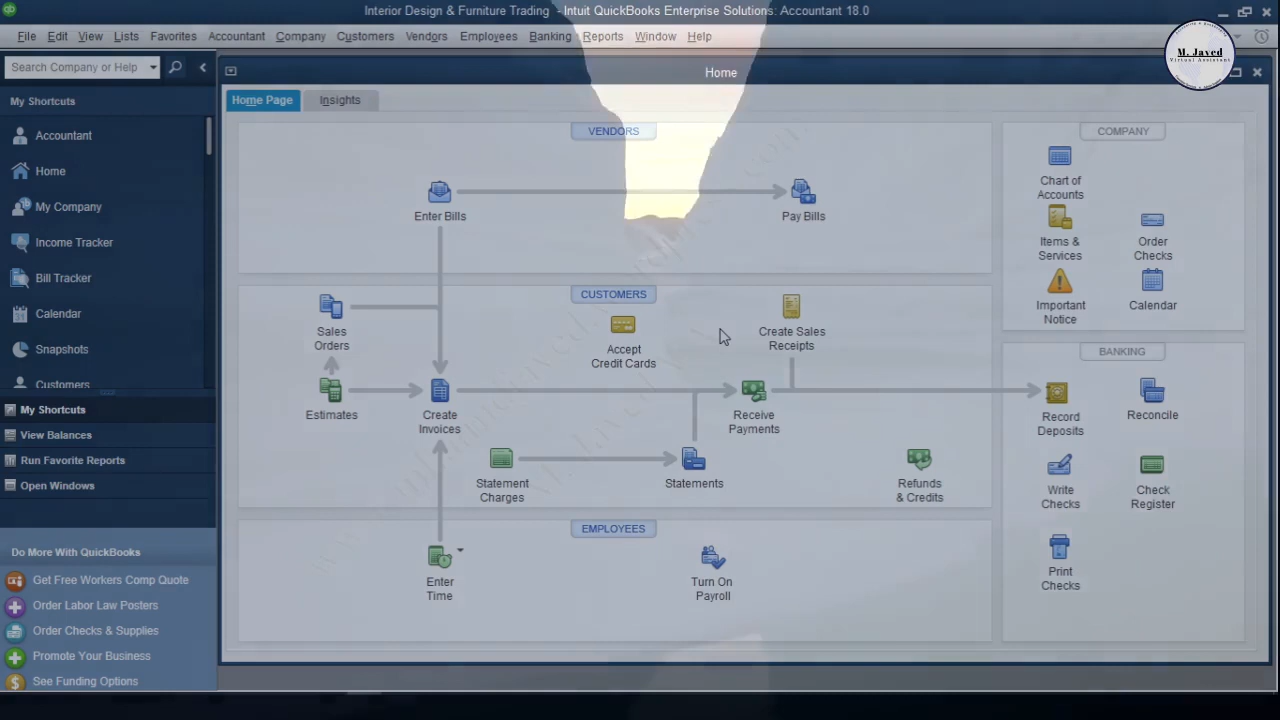 Interior Design & Furniture Trading - Intuit QuickBooks Enterprise Solutions: Accountant 18.0
File Edit View Lists Favorites Accountant Company Customers Vendors Employees Banking Reports Window Help
M. Javed
Virtual Assistant
Search Company or Help
Home
My Shortcuts
Accountant
Home
My Company
Income Tracker
Bill Tracker
Calendar
Snapshots
Customers
My Shortcuts
View Balances
Run Favorite Reports
Open Windows
Do More With QuickBooks
Get Free Workers Comp Quote
Order Labor Law Posters
Order Checks & Supplies
Promote Your Business
See Funding Options
Home Page Insights
VENDORS
Enter Bills
Pay Bills
CUSTOMERS
Sales
Orders
Accept
Credit Cards
Create Sales
Receipts
Estimates
Create
Invoices
Receive
Payments
Statement
Charges
Statements
Refunds
& Credits
EMPLOYEES
Enter
Time
Turn On
Payroll
COMPANY
Chart of
Accounts
Items &
Services
Order
Checks
Important
Notice
Calendar
BANKING
Record
Deposits
Reconcile
Write
Checks
Check
Register
Print
Checks